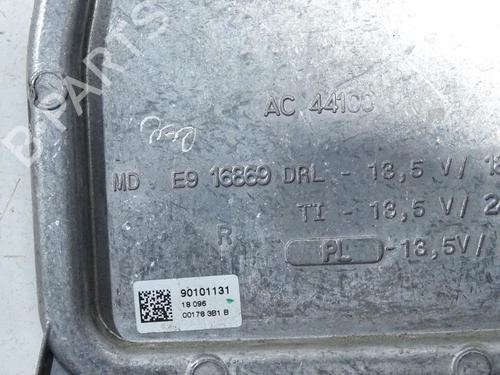 B PARTS
AC 44100
MD E9 16869 DRL - 13,5 V/ 18
TI - 13,5 V/ 2
R
PL -13,5V/
90101131
18 096
00178 3B1 B